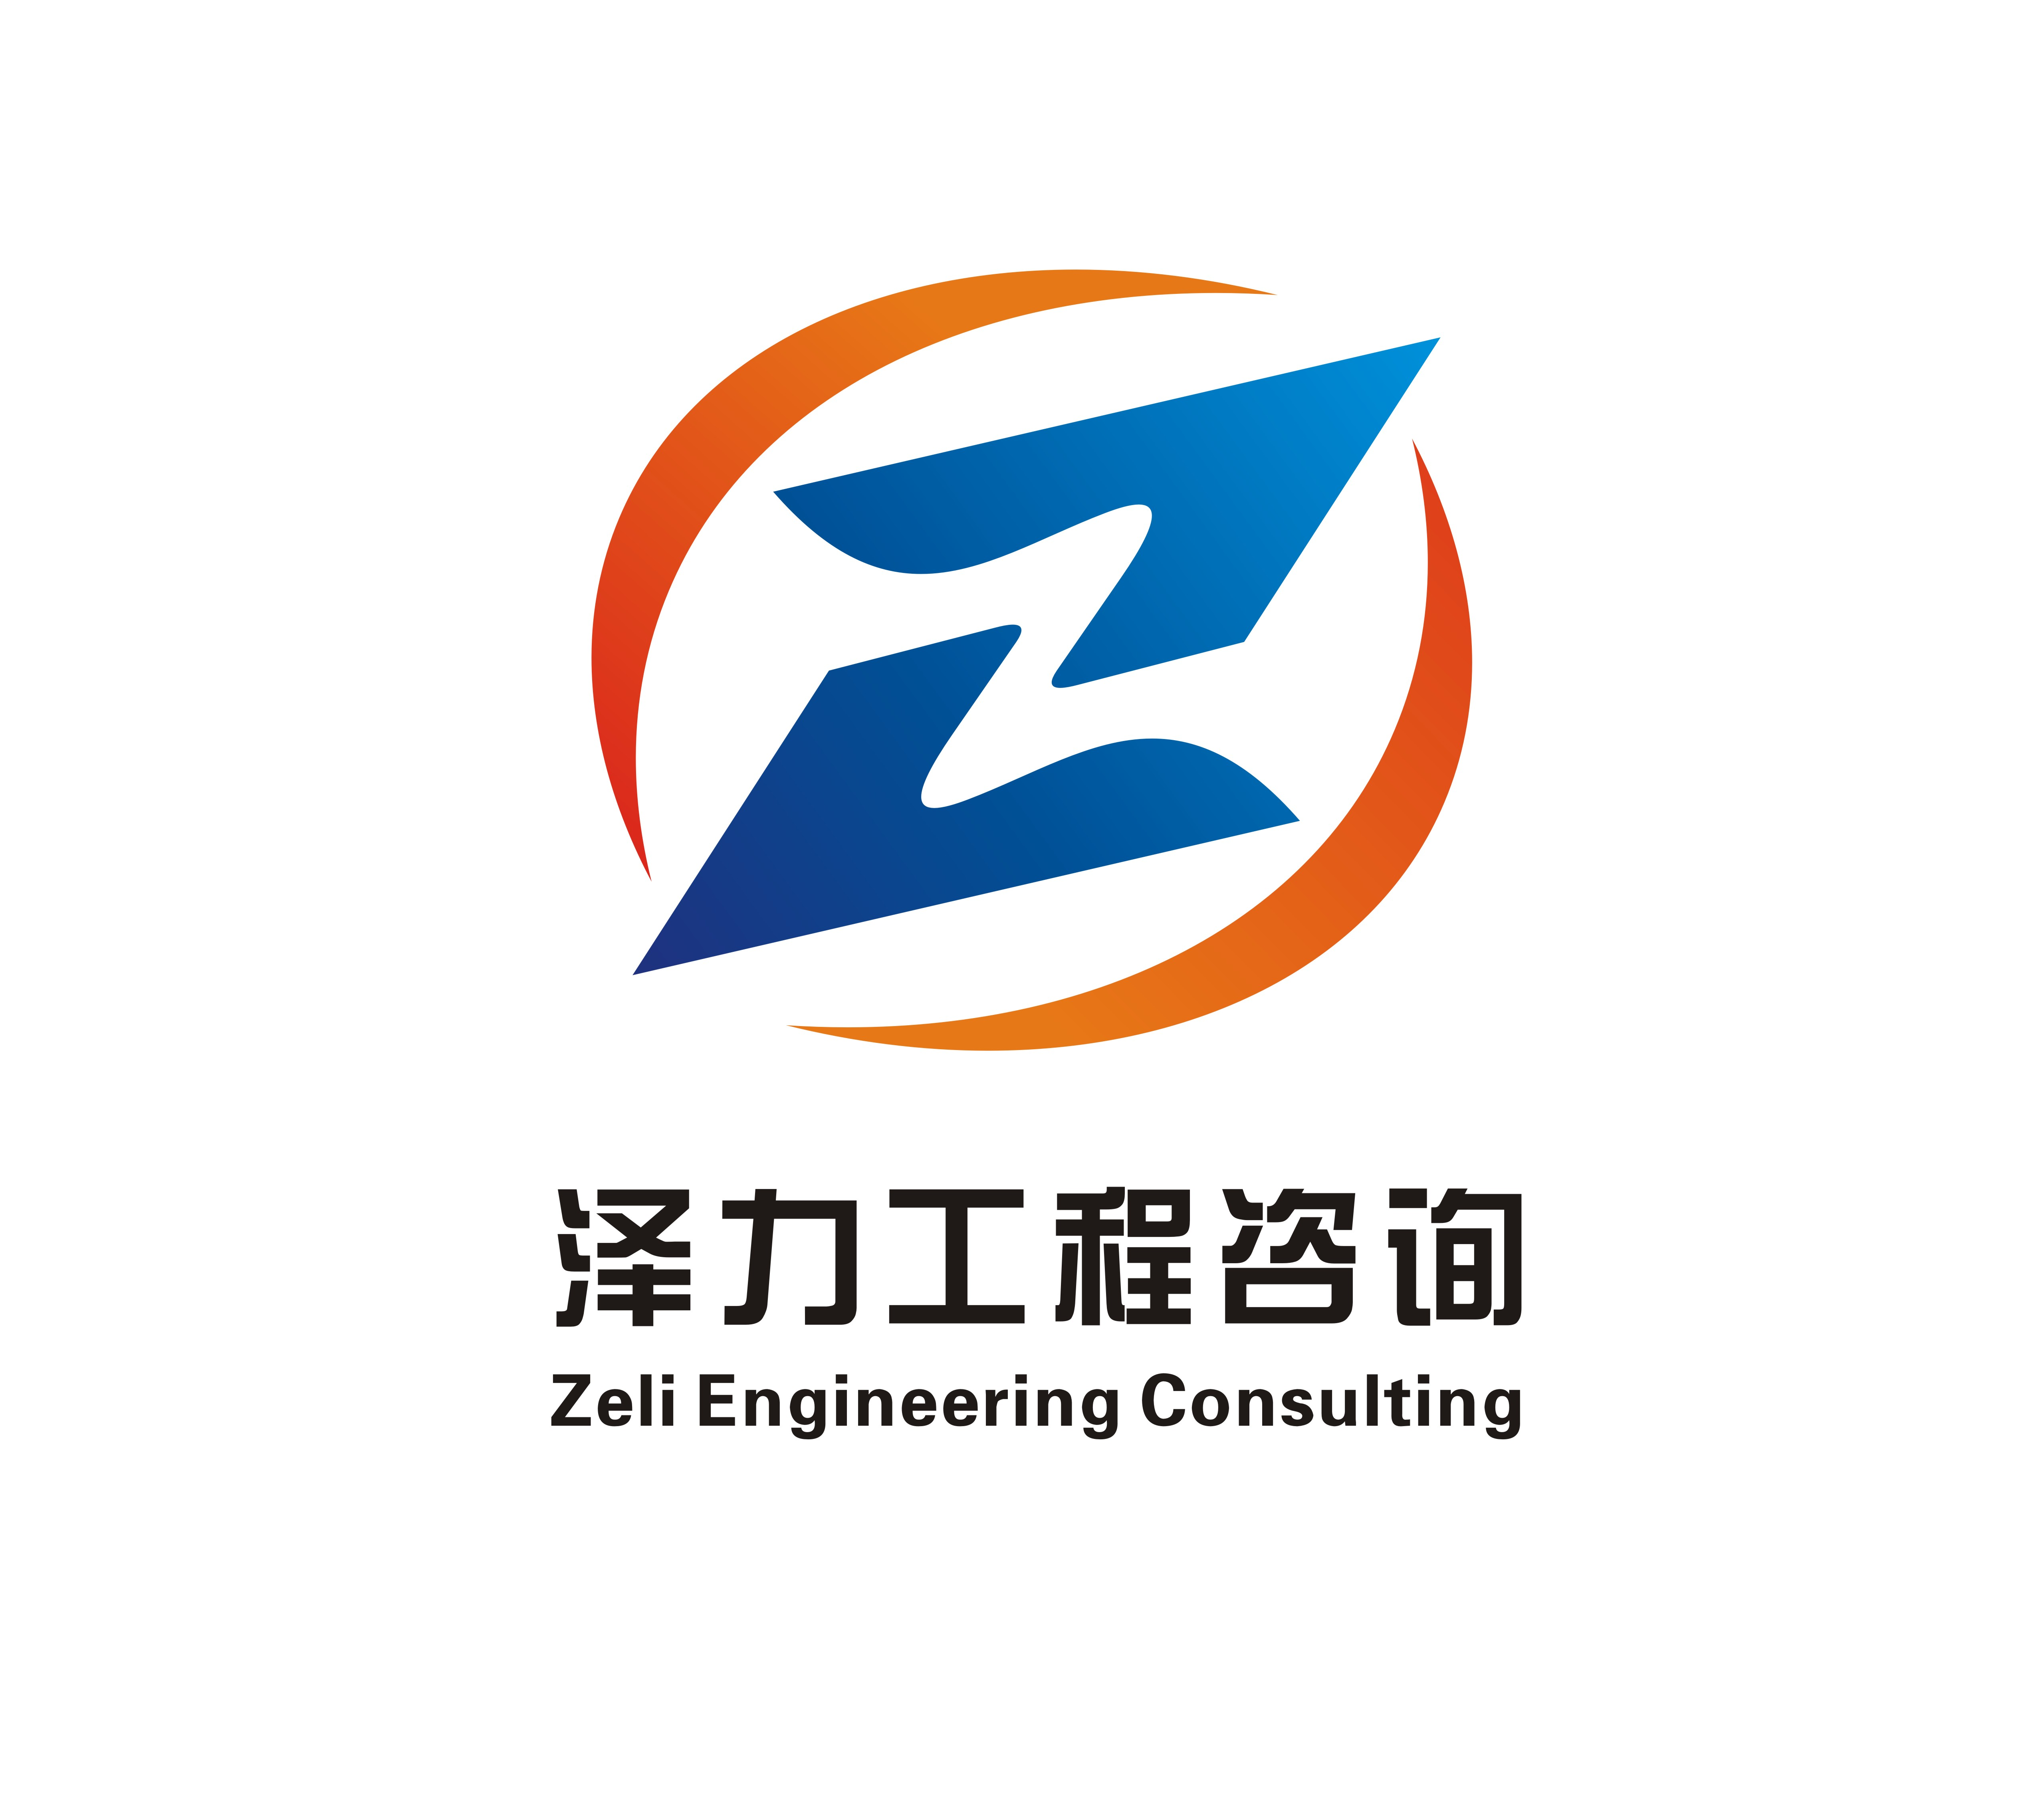 泽力工程咨询
Zeli Engineering Consulting